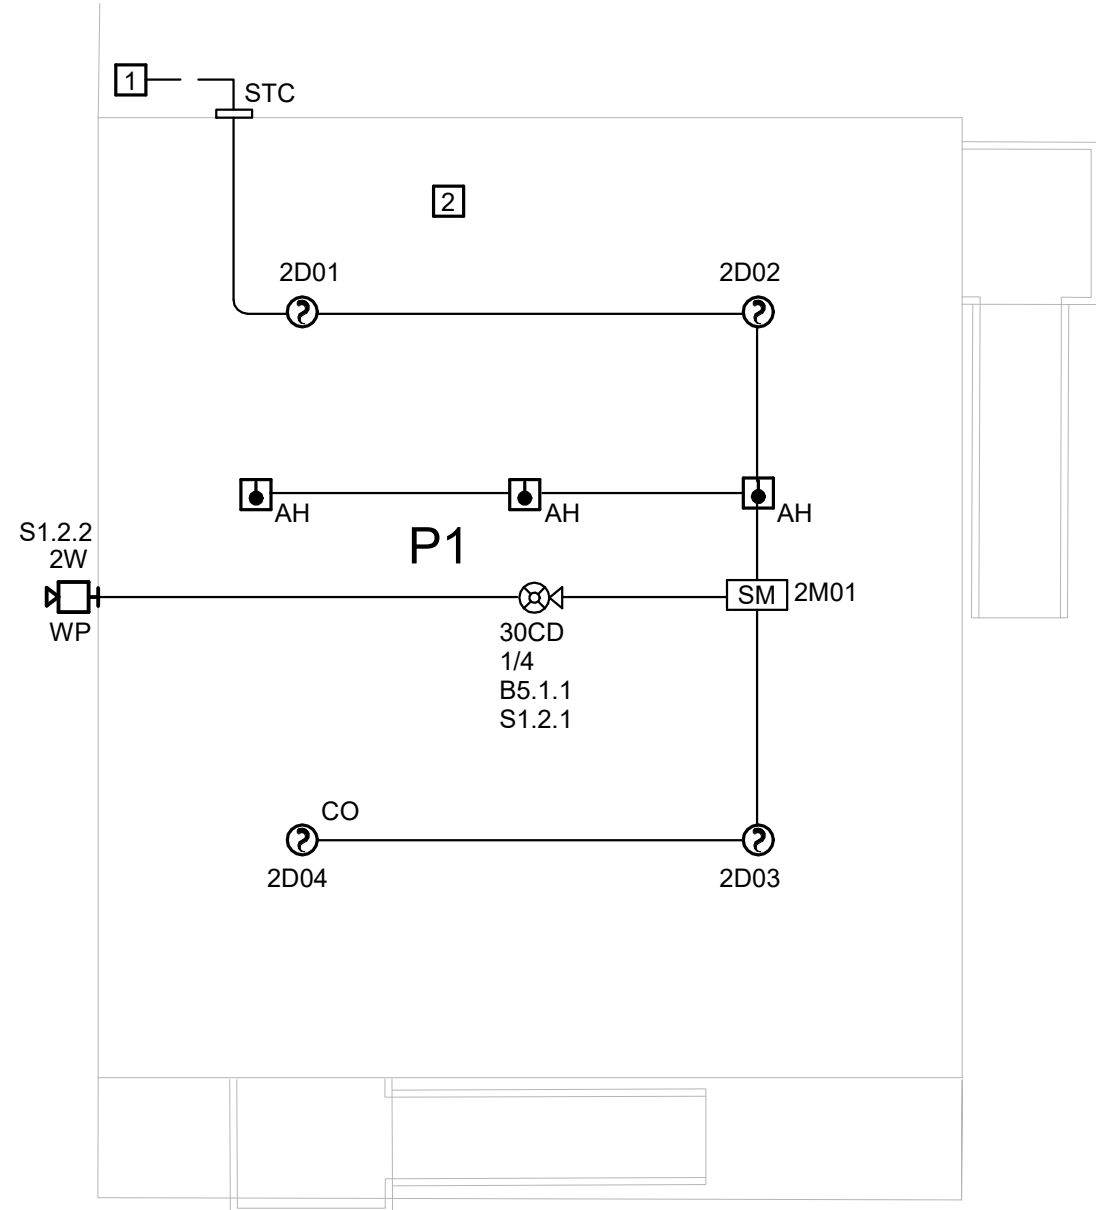 1
STC
2
2D01
2D02
AH
AH
AH
P1
S1.2.2
2W
WP
SM
2M01
30CD
1/4
B5.1.1
S1.2.1
CO
2D04
2D03